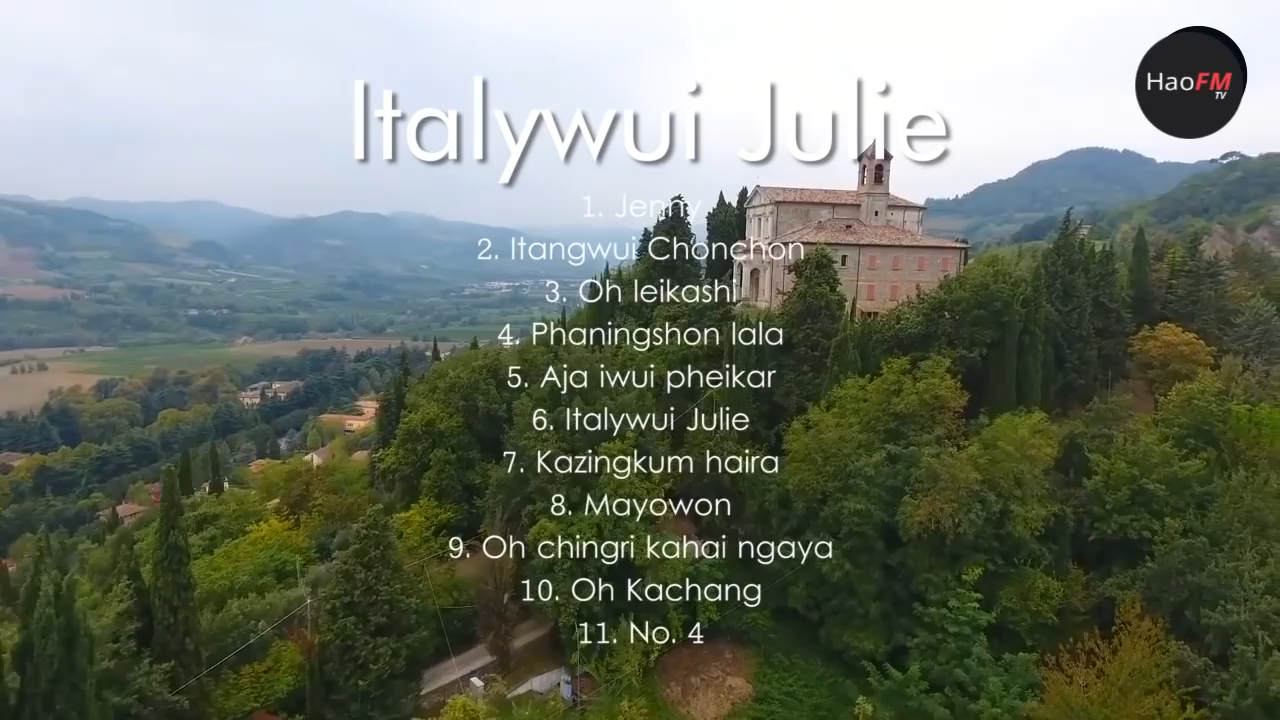 Italywui Julie
HaoFM
TV
1. Jenny
2. Itangwui Chonchon
3. Oh leikashi
4. Phaningshon lala
5. Aja iwui pheikar
6. Italywui Julie
7. Kazingkum haira
8. Mayowon
9. Oh chingri kahai ngaya
10. Oh Kachang
11. No. 4